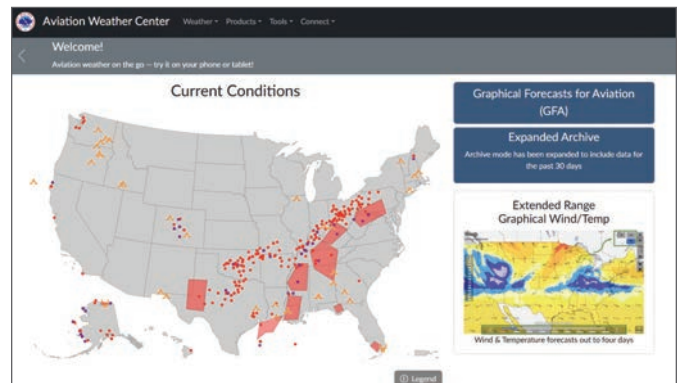 Aviation Weather Center Weather Products Tools Connect
Welcome!
Aviation weather on the go — try it on your phone or tablet!
Current Conditions
Graphical Forecasts for Aviation
(GFA)
Expanded Archive
Archive mode has been expanded to include data for
the past 30 days
Extended Range
Graphical Wind/Temp
Wind & Temperature forecasts out to four days
Legend